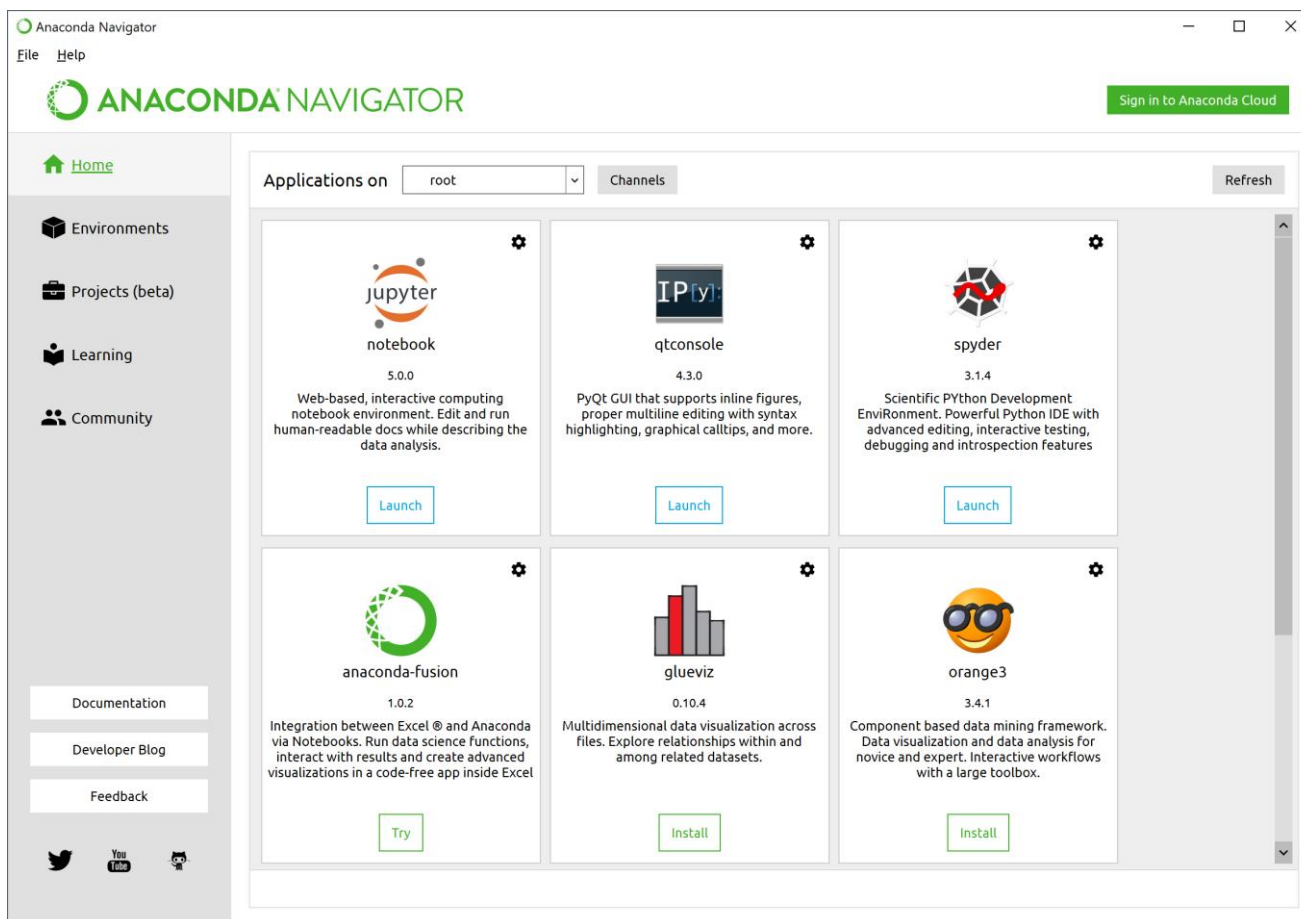 Anaconda Navigator
File Help
ANACONDA NAVIGATOR
Sign in to Anaconda Cloud
Home
Environments
Projects (beta)
Learning
Community
Documentation
Developer Blog
Feedback
You
Tube
Applications on root Channels Refresh
jupyter
notebook
5.0.0
Web-based, interactive computing
notebook environment. Edit and run
human-readable docs while describing the
data analysis.
Launch
IP[y]:
qtconsole
4.3.0
PyQt GUI that supports inline figures,
proper multiline editing with syntax
highlighting, graphical calltips, and more.
Launch
spyder
3.1.4
Scientific PYthon Development
EnviRonment. Powerful Python IDE with
advanced editing, interactive testing,
debugging and introspection features
Launch
anaconda-fusion
1.0.2
Integration between Excel ® and Anaconda
via Notebooks. Run data science functions,
interact with results and create advanced
visualizations in a code-free app inside Excel
Try
glueviz
0.10.4
Multidimensional data visualization across
files. Explore relationships within and
among related datasets.
Install
orange3
3.4.1
Component based data mining framework.
Data visualization and data analysis for
novice and expert. Interactive workflows
with a large toolbox.
Install